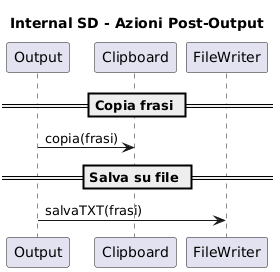 Internal SD - Azioni Post-Output
Output Clipboard FileWriter
Copia frasi
copia(frasi)
Salva su file
salvaTXT(frasi)
Output Clipboard FileWriter